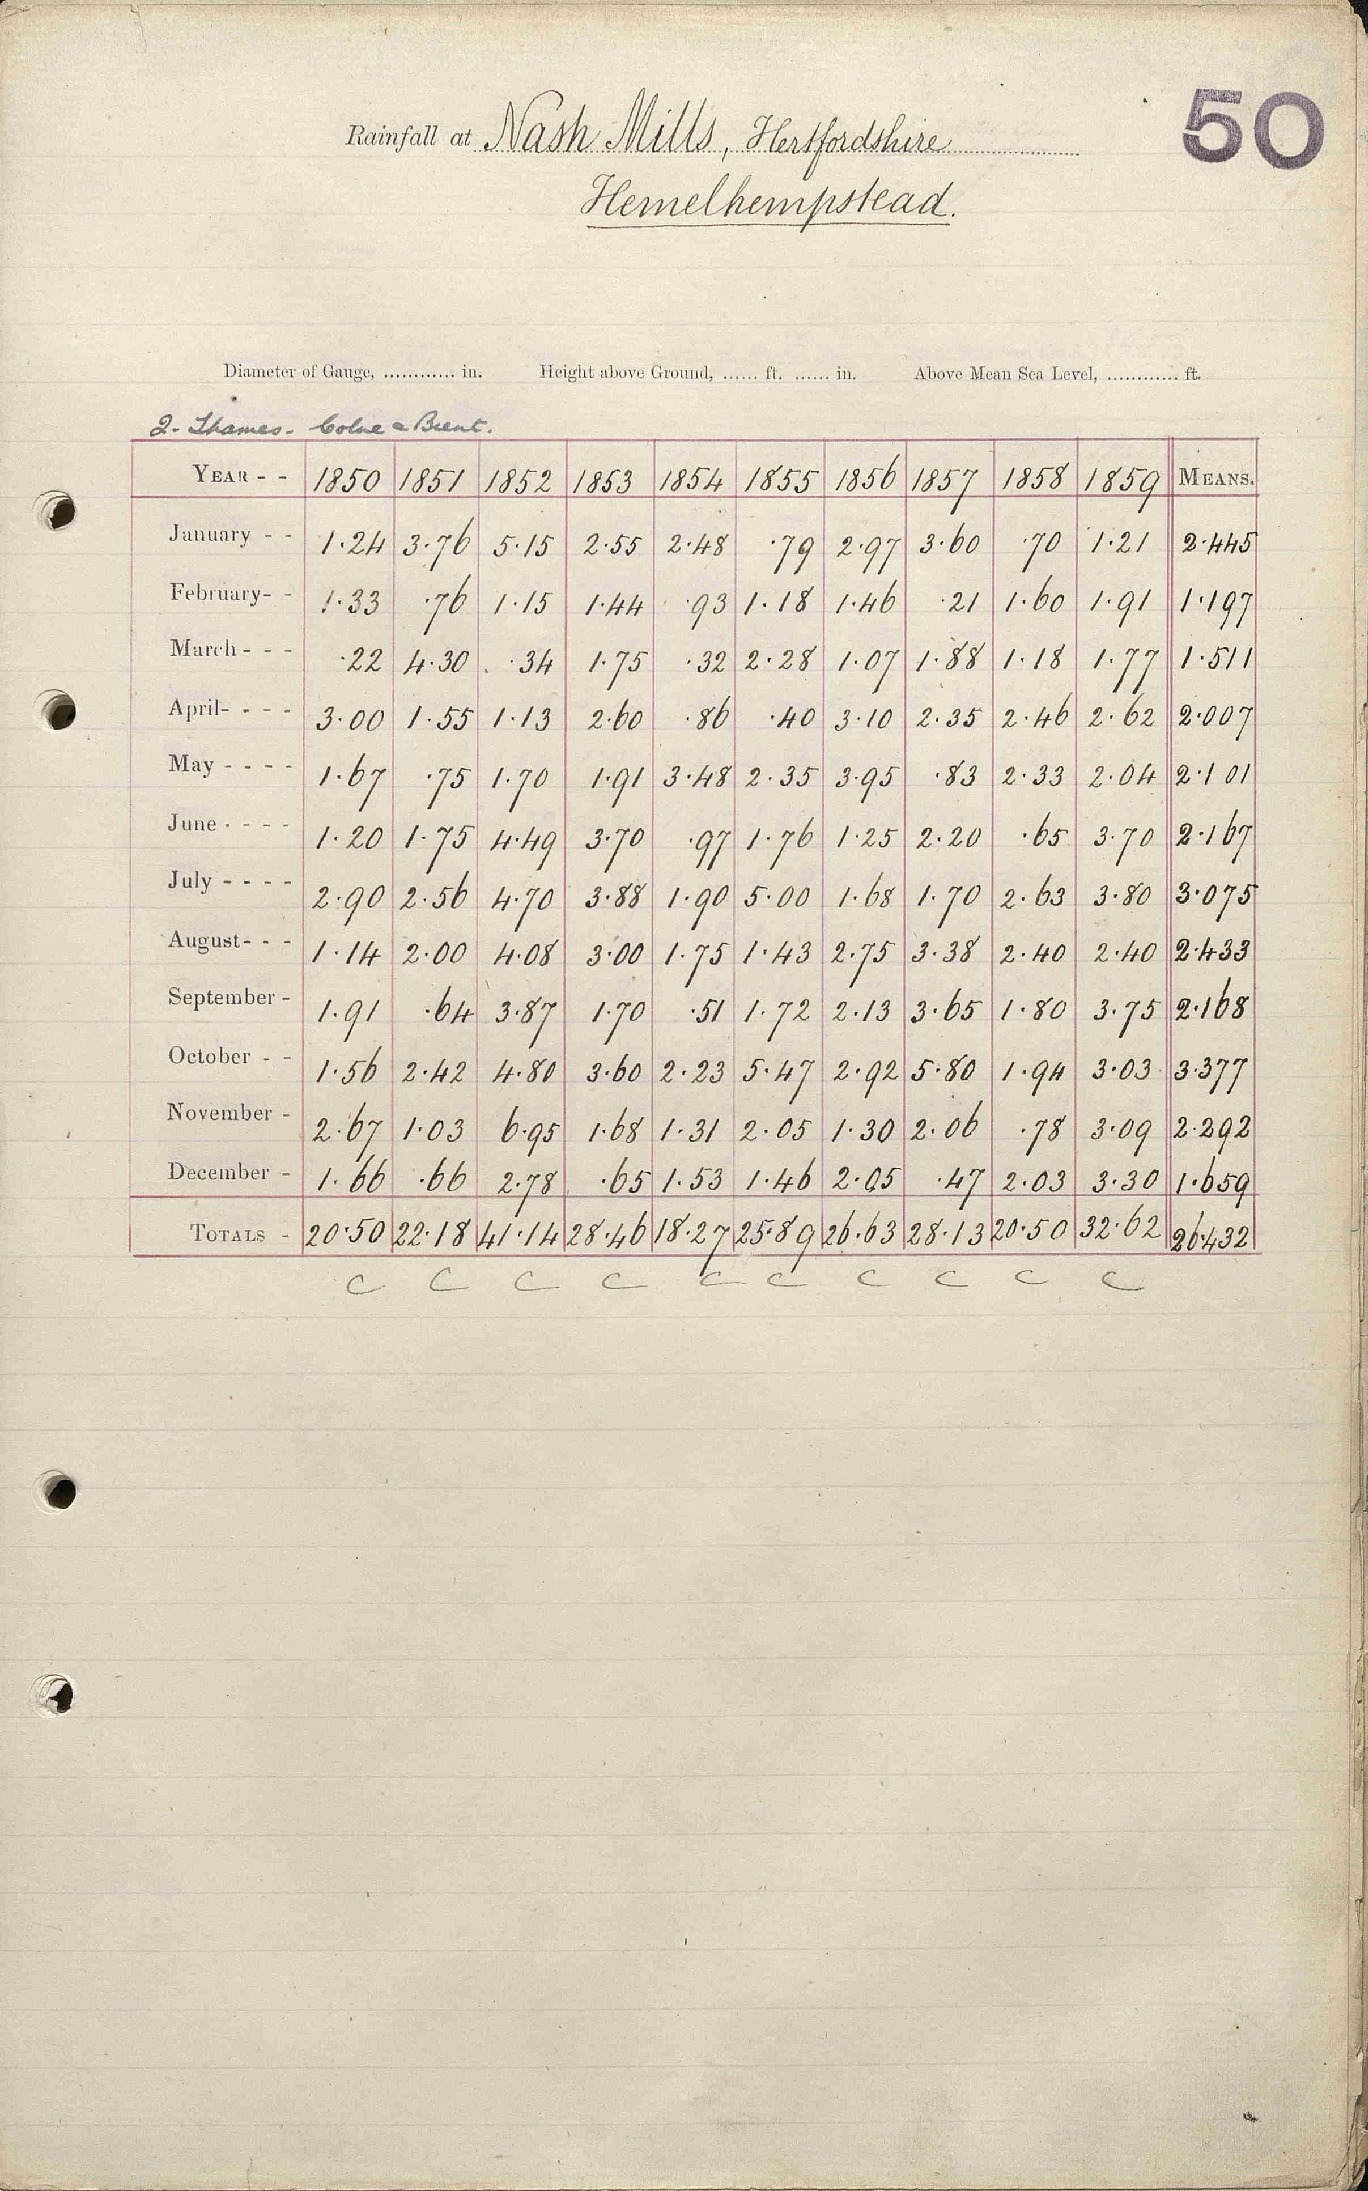 50
Rainfall at Nash Mills, Hertfordshire
Hemelhempstead.
Diameter of Gauge, ............ in. Height above Ground, ...... ft. ...... in. Above Mean Sea Level, ............ ft.
2. Thames. Colne & Brent.
YEAR - - 1850 1851 1852 1853 1854 1855 1856 1857 1858 1859 MEANS.
January - - 1.24 3.76 5.15 2.55 2.48 .79 2.97 3.60 .70 1.21 2.445
February- - 1.33 .76 1.15 1.44 .93 1.18 1.46 .21 1.60 1.91 1.197
March - - - .22 4.30 .34 1.75 .32 2.28 1.07 1.88 1.18 1.77 1.511
April- - - - 3.00 1.55 1.13 2.60 .86 .40 3.10 2.35 2.46 2.62 2.007
May - - - - 1.67 .75 1.70 1.91 3.48 2.35 3.95 .83 2.33 2.04 2.101
June - - - - 1.20 1.75 4.49 3.70 .97 1.76 1.25 2.20 .65 3.70 2.167
July - - - - 2.90 2.56 4.70 3.88 1.90 5.00 1.68 1.70 2.63 3.80 3.075
August- - - 1.14 2.00 4.08 3.00 1.75 1.43 2.75 3.38 2.40 2.40 2.433
September - 1.91 .64 3.87 1.70 .51 1.72 2.13 3.65 1.80 3.75 2.168
October - - 1.56 2.42 4.80 3.60 2.23 5.47 2.92 5.80 1.94 3.03 3.377
November - 2.67 1.03 6.95 1.68 1.31 2.05 1.30 2.06 .78 3.09 2.292
December - 1.66 .66 2.78 .65 1.53 1.46 2.05 .47 2.03 3.30 1.659
TOTALS - 20.50 22.18 41.14 28.46 18.27 25.89 26.63 28.13 20.50 32.62 26.432
C C C C C C C C C C